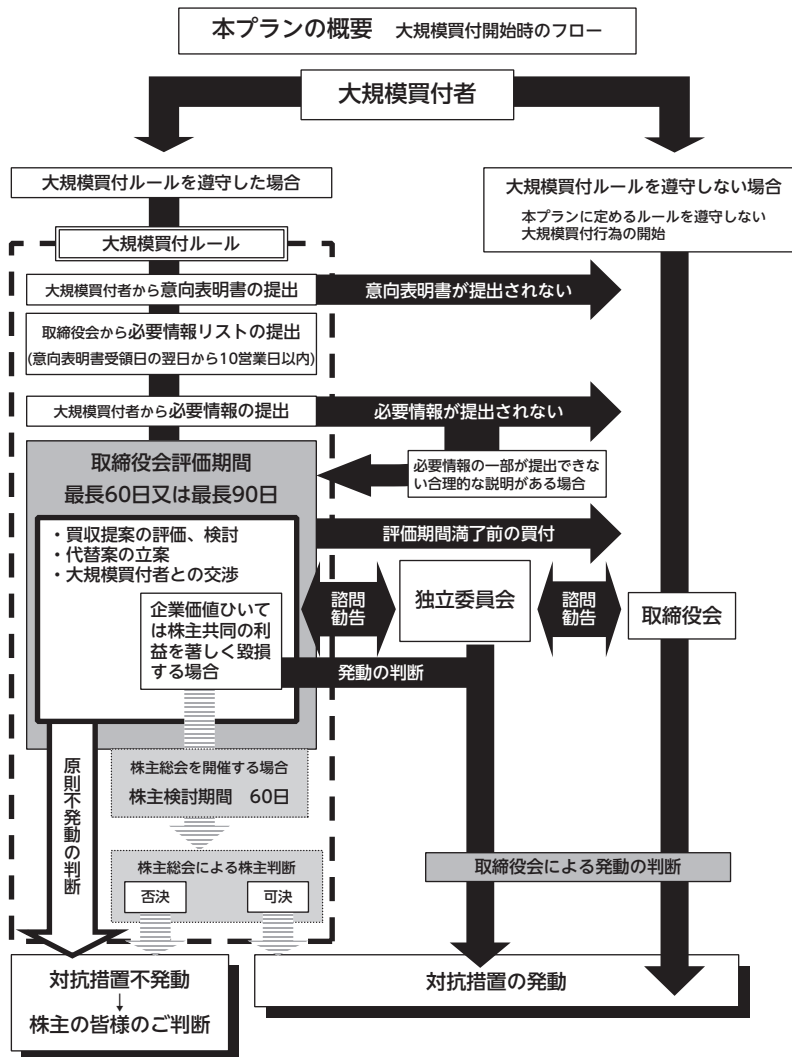 本プランの概要 大規模買付開始時のフロー
大規模買付者
大規模買付ルールを遵守した場合
大規模買付ルールを遵守しない場合
本プランに定めるルールを遵守しない
大規模買付行為の開始
大規模買付ルール
大規模買付者から意向表明書の提出
意向表明書が提出されない
取締役会から必要情報リストの提出
(意向表明書受領日の翌日から10営業日以内)
大規模買付者から必要情報の提出
必要情報が提出されない
必要情報の一部が提出できな
い合理的な説明がある場合
取締役会評価期間
最長60日又は最長90日
・買収提案の評価、検討
・代替案の立案
・大規模買付者との交渉
評価期間満了前の買付
企業価値ひいて
は株主共同の利
益を著しく毀損
する場合
諮問
勧告
独立委員会
諮問
勧告
取締役会
発動の判断
原則不発動の判断
株主総会を開催する場合
株主検討期間 60日
株主総会による株主判断
否決
可決
取締役会による発動の判断
対抗措置不発動
↓
株主の皆様のご判断
対抗措置の発動